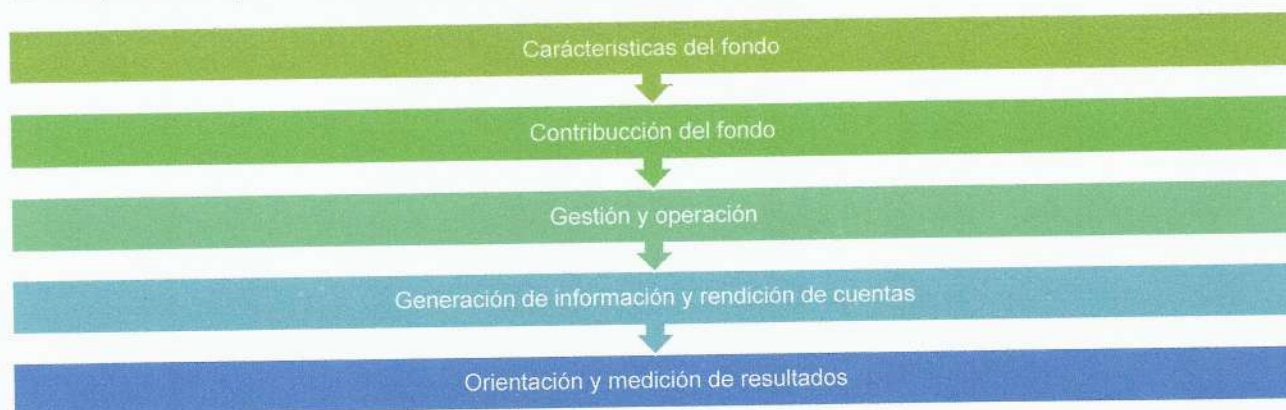 Carácteristicas del fondo
Contribucción del fondo
Gestión y operación
Generación de información y rendición de cuentas
Orientación y medición de resultados